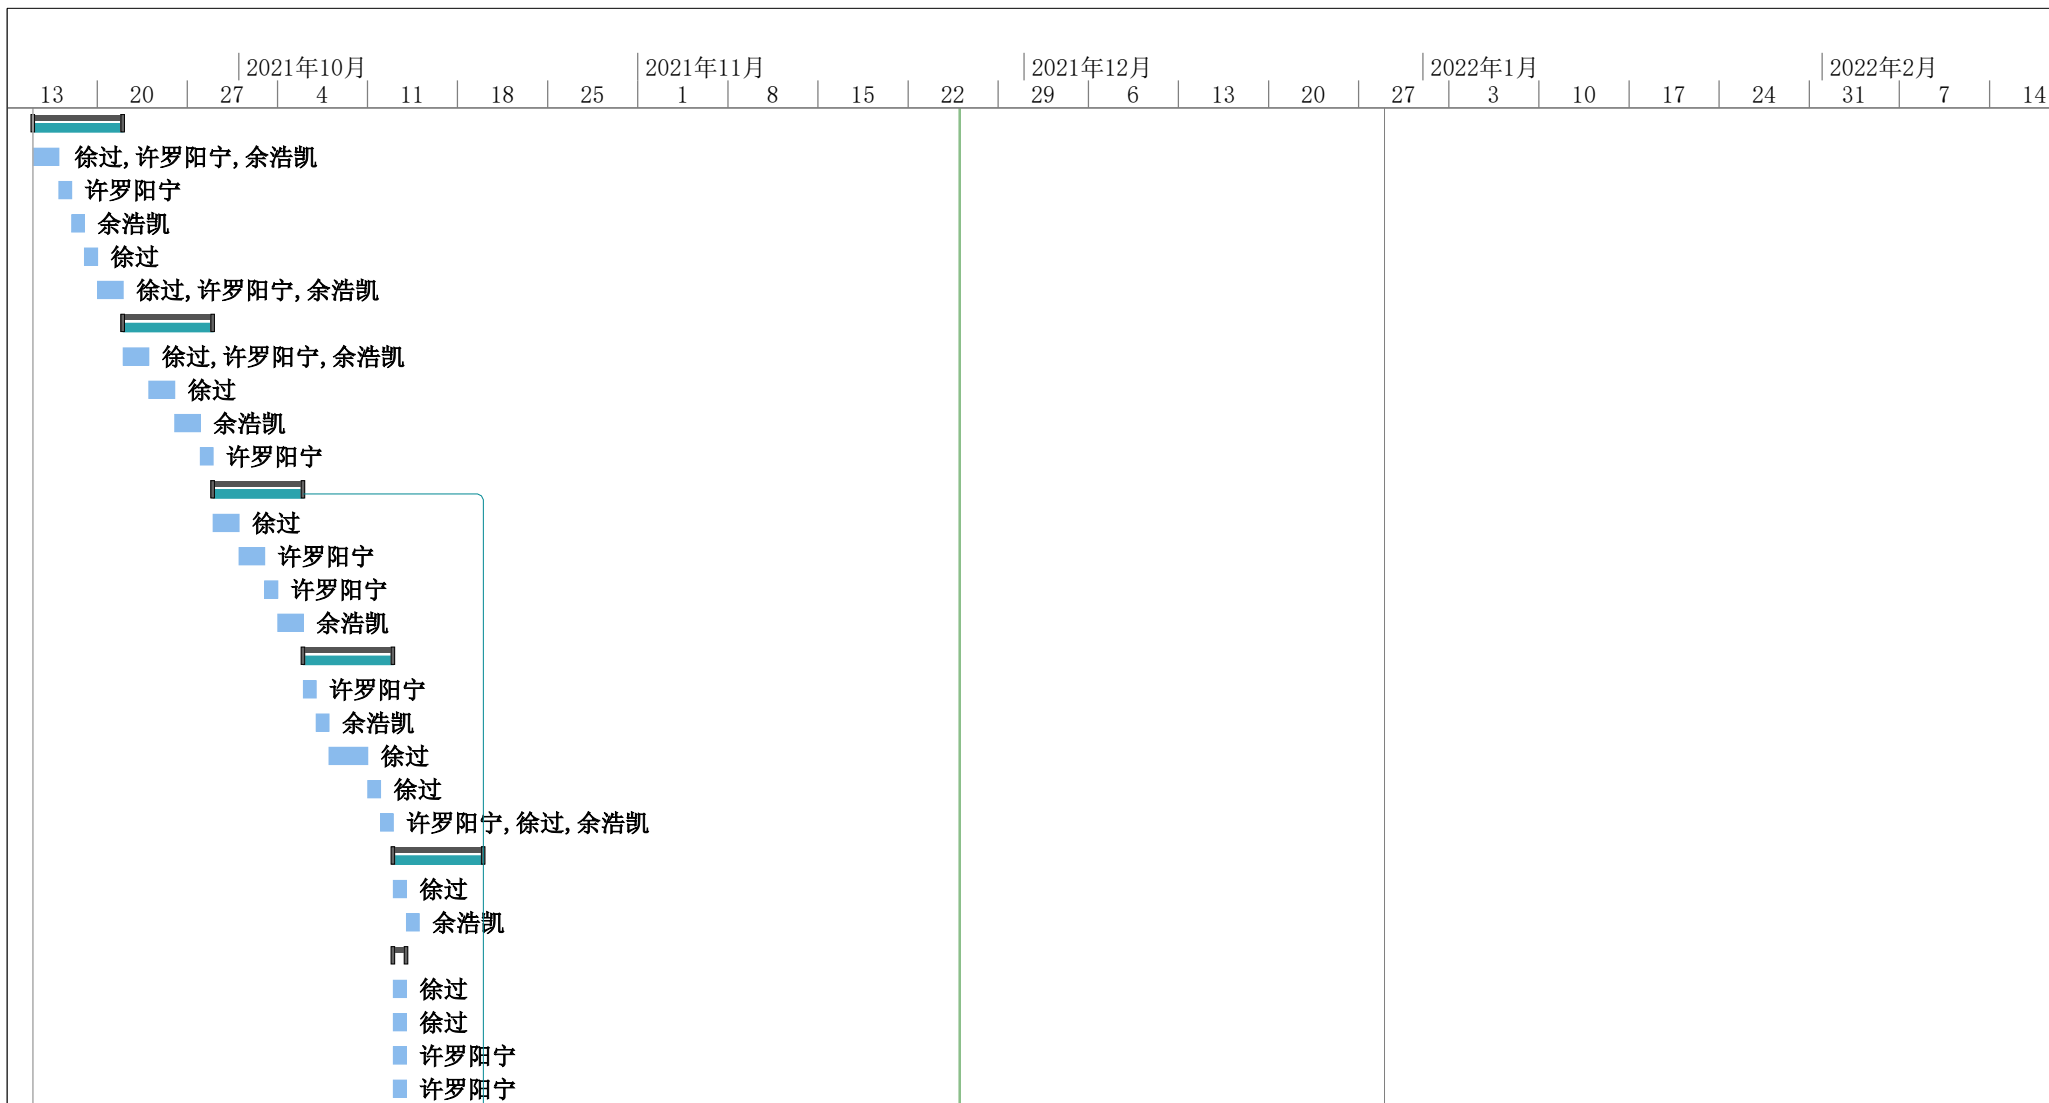 2021年10月 2021年11月 2021年12月 2022年1月 2022年2月
13 20 27 4 11 18 25 1 8 15 22 29 6 13 20 27 3 10 17 24 31 7 14
徐过, 许罗阳宁, 余浩凯
许罗阳宁
余浩凯
徐过
徐过, 许罗阳宁, 余浩凯
徐过, 许罗阳宁, 余浩凯
徐过
余浩凯
许罗阳宁
徐过
许罗阳宁
许罗阳宁
余浩凯
许罗阳宁
余浩凯
徐过
徐过
许罗阳宁, 徐过, 余浩凯
徐过
余浩凯
徐过
徐过
许罗阳宁
许罗阳宁